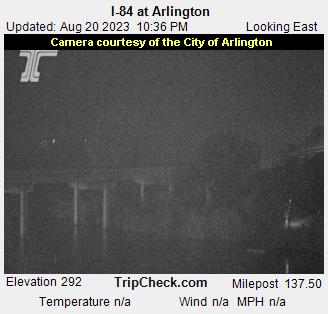 I-84 at Arlington
Updated: Aug 20 2023 10:36 PM Looking East
Camera courtesy of the City of Arlington
Elevation 292 TripCheck.com Milepost 137.50
Temperature n/a Wind n/a MPH n/a